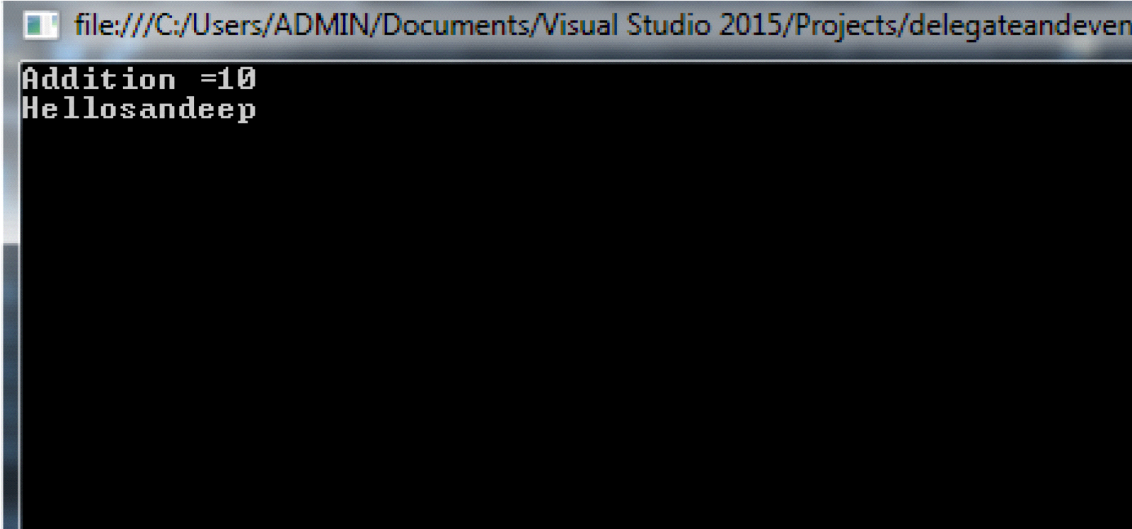 file:///C:/Users/ADMIN/Documents/Visual Studio 2015/Projects/delegateandeven
Addition =10
Hellosandeep